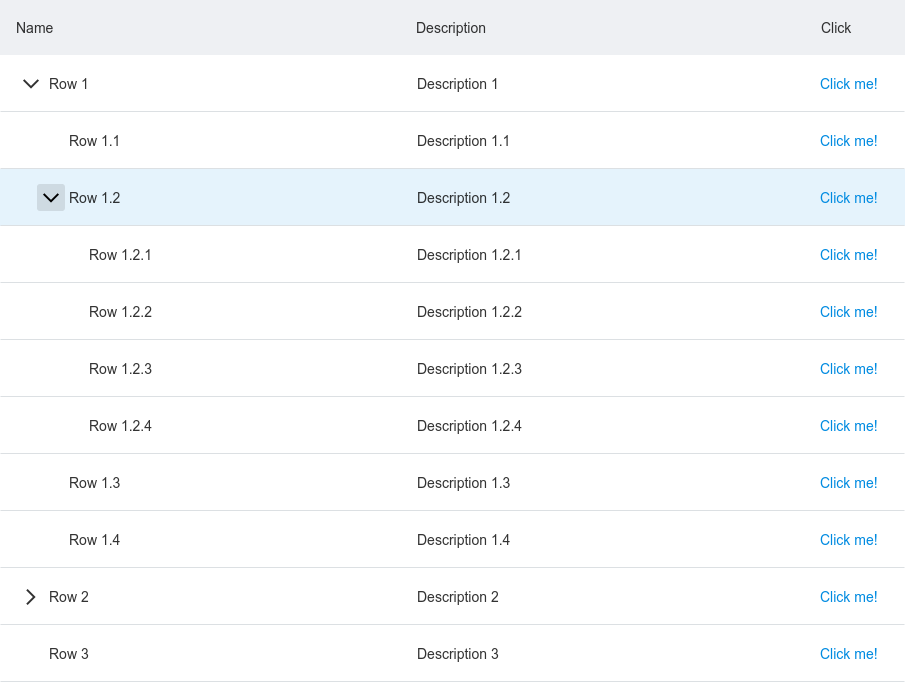 Name Description Click
Row 1 Description 1 Click me!
Row 1.1 Description 1.1 Click me!
Row 1.2 Description 1.2 Click me!
Row 1.2.1 Description 1.2.1 Click me!
Row 1.2.2 Description 1.2.2 Click me!
Row 1.2.3 Description 1.2.3 Click me!
Row 1.2.4 Description 1.2.4 Click me!
Row 1.3 Description 1.3 Click me!
Row 1.4 Description 1.4 Click me!
Row 2 Description 2 Click me!
Row 3 Description 3 Click me!